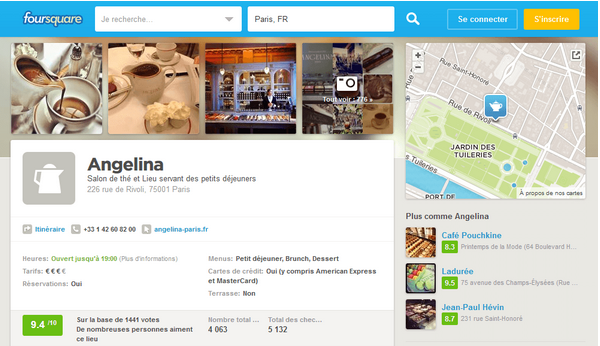 foursquare
Je recherche...
Paris, FR
Se connecter
S'inscrire
Tout voir : 776
Rue Saint-Honoré
Rue de Rivoli
JARDIN DES
TUILERIES
Tuileries
PORT DE
À propos de nos cartes
Angelina
Salon de thé et Lieu servant des petits déjeuners
226 rue de Rivoli, 75001 Paris
Itinéraire
+33 1 42 60 82 00
angelina-paris.fr
Heures: Ouvert jusqu'à 19:00 (Plus d'informations)
Tarifs: €€€€
Réservations: Oui
Menus: Petit déjeuner, Brunch, Dessert
Cartes de crédit: Oui (y compris American Express
et MasterCard)
Terrasse: Non
9.4 /10
Sur la base de 1441 votes
De nombreuses personnes aiment
ce lieu
Nombre total ...
4 063
Total des chec...
5 132
Plus comme Angelina
Café Pouchkine
8.3 Printemps de la Mode (64 Boulevard H...
Ladurée
9.5 75 avenue des Champs-Élysées (Rue ...
Jean-Paul Hévin
8.7 231 rue Saint-Honoré